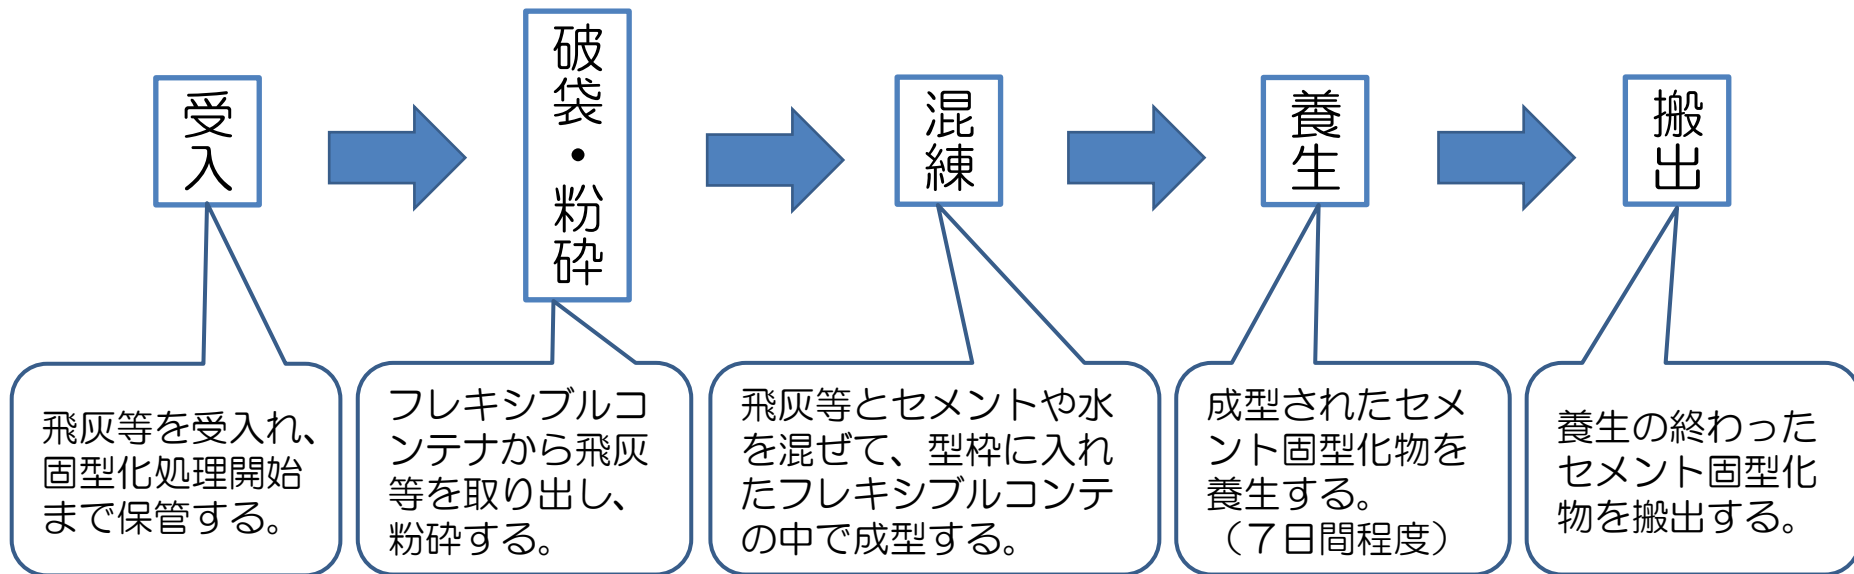 受入
破袋・粉砕
混練
養生
搬出
飛灰等を受入れ、
固型化処理開始
まで保管する。
フレキシブルコ
ンテナから飛灰
等を取り出し、
粉砕する。
飛灰等とセメントや水
を混ぜて、型枠に入れ
たフレキシブルコンテ
の中で成型する。
成型されたセメ
ント固型化物を
養生する。
（７日間程度）
養生の終わった
セメント固型化
物を搬出する。